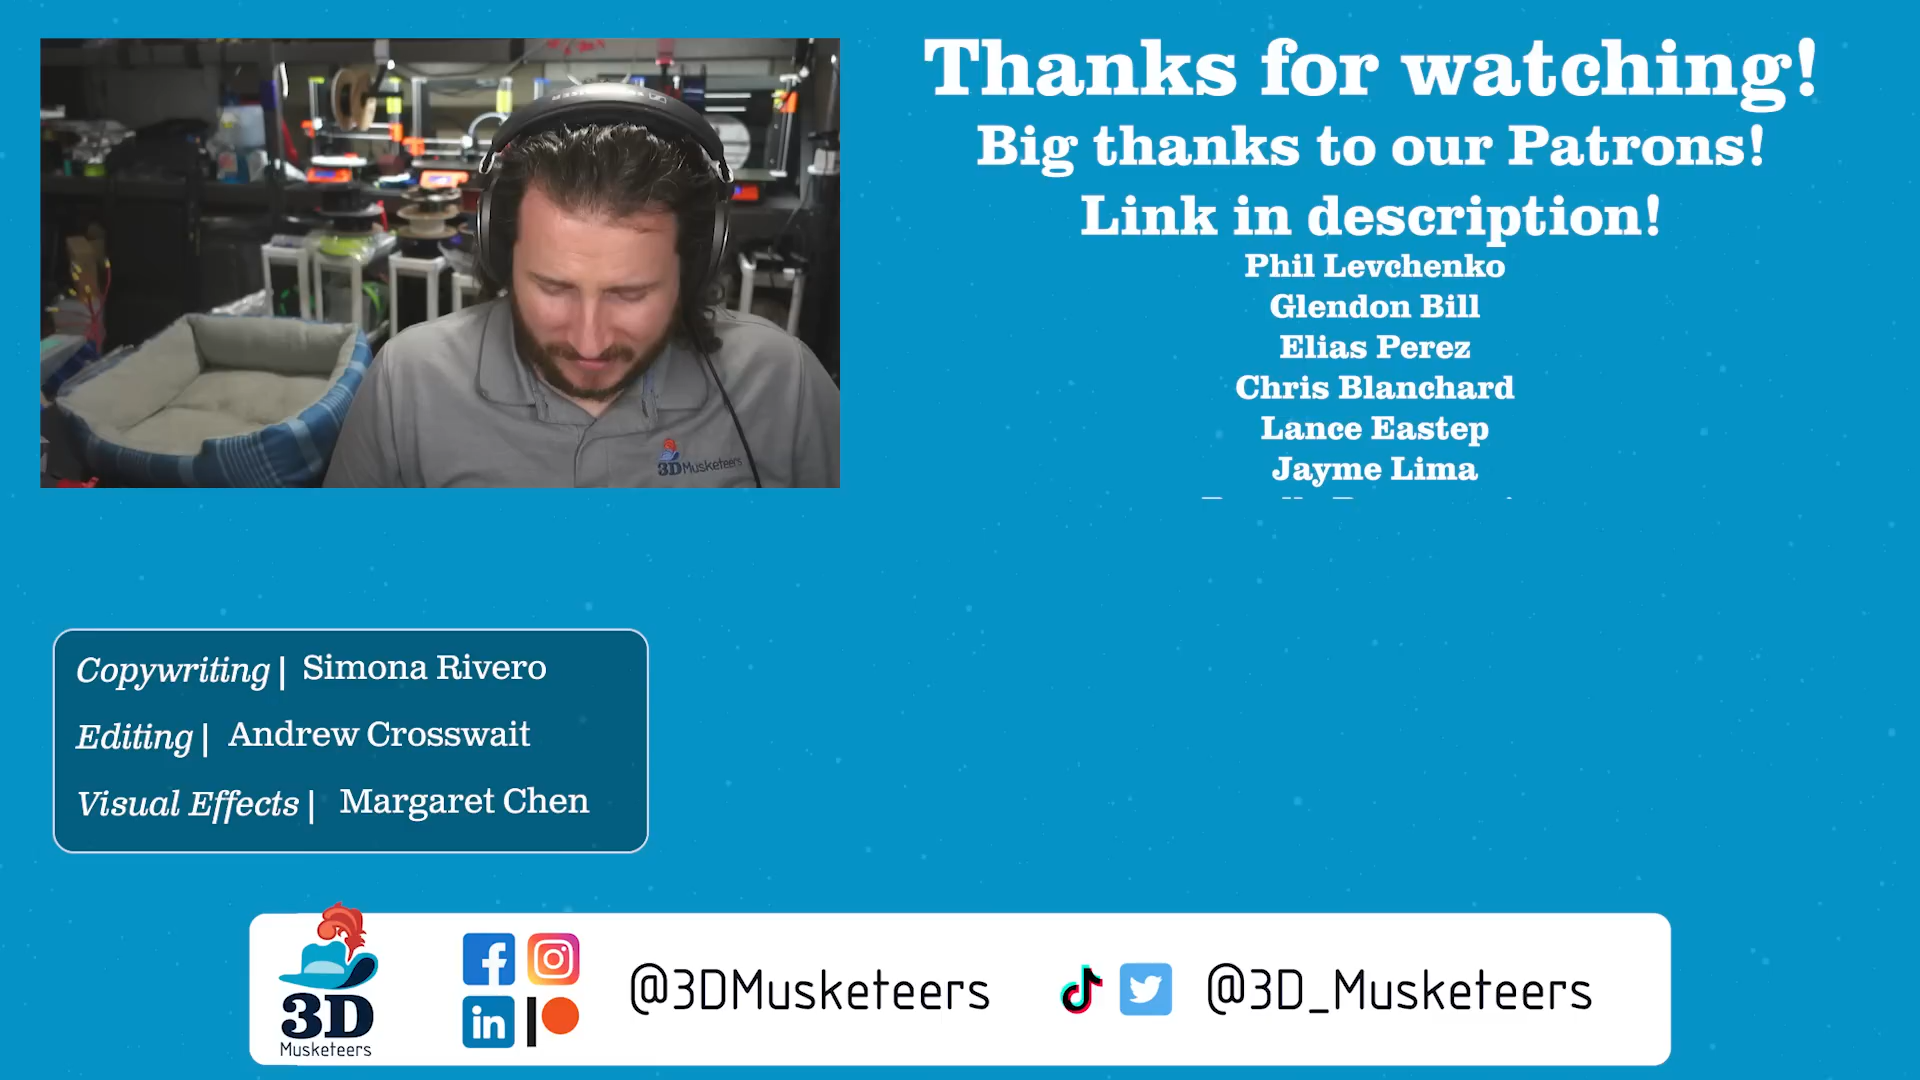 Thanks for watching!
Big thanks to our Patrons!
Link in description!
Phil Levchenko
Glendon Bill
Elias Perez
Chris Blanchard
Lance Eastep
Jayme Lima
3DMusketeers
Copywriting | Simona Rivero
Editing | Andrew Crosswait
Visual Effects | Margaret Chen
3D
Musketeers
@3DMusketeers
@3D_Musketeers